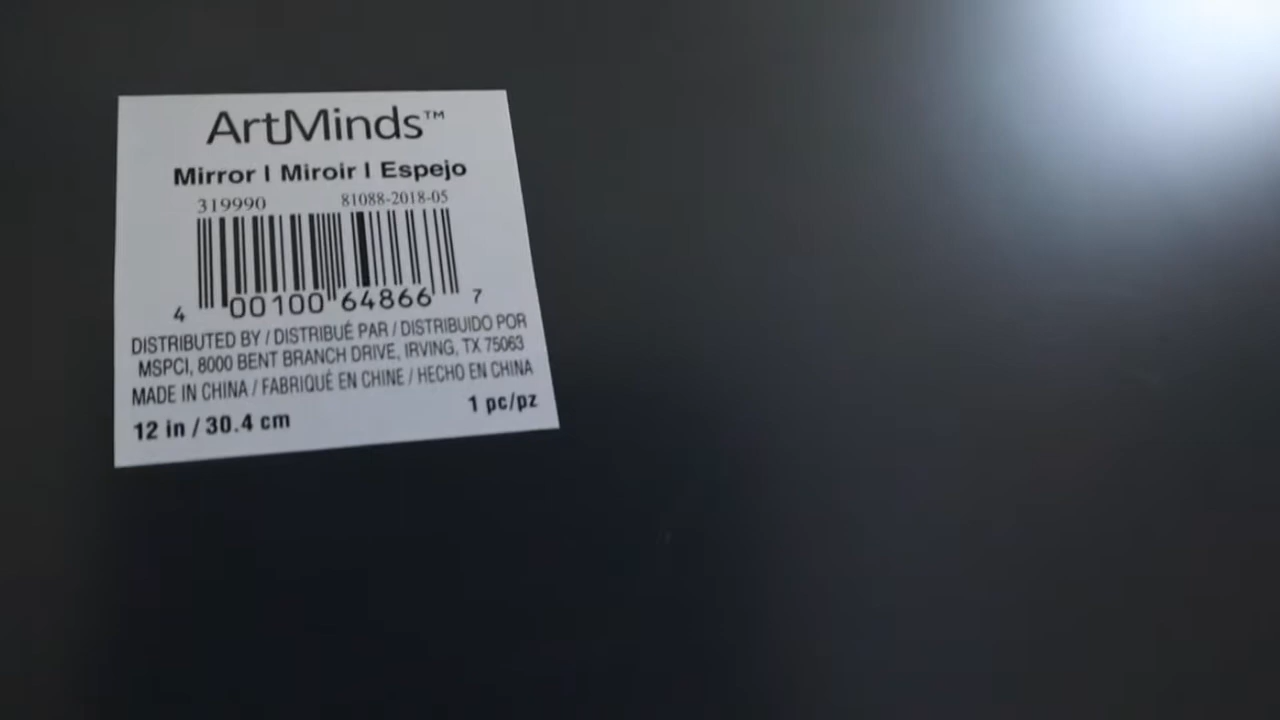 ArtMinds™
Mirror | Miroir | Espejo
319990 81088-2018-05
4 00100 64866 7
DISTRIBUTED BY / DISTRIBUÉ PAR / DISTRIBUIDO POR
MSPCI, 8000 BENT BRANCH DRIVE, IRVING, TX 75063
MADE IN CHINA / FABRIQUÉ EN CHINE / HECHO EN CHINA
12 in / 30.4 cm 1 pc/pz